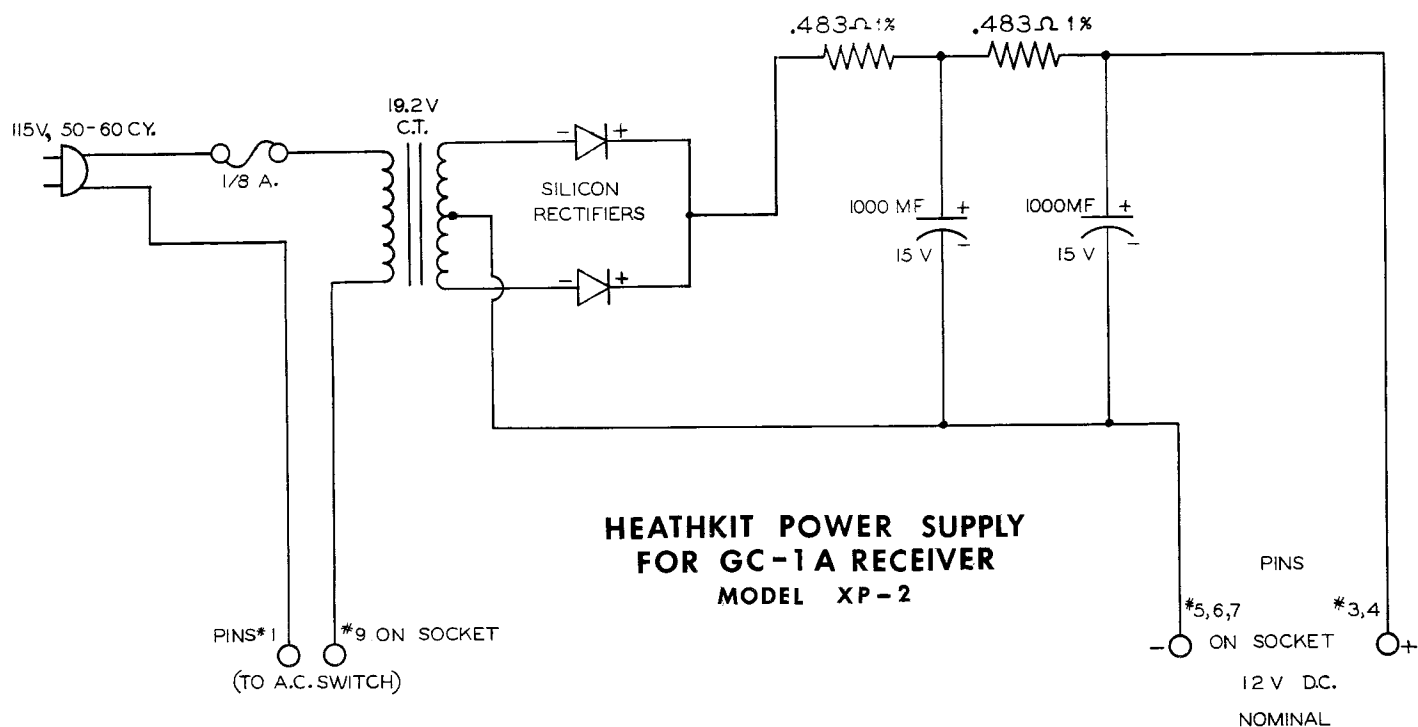 .483Ω 1%
.483Ω 1%
115V, 50-60 CY.
1/8 A.
19.2V
C.T.
- +
SILICON
RECTIFIERS
- +
1000 MF +
15 V -
1000MF +
15 V -
HEATHKIT POWER SUPPLY
FOR GC-1A RECEIVER
MODEL XP-2
PINS #1
#9 ON SOCKET
(TO A.C. SWITCH)
PINS
#5,6,7
#3,4
- ON SOCKET +
12 V D.C.
NOMINAL